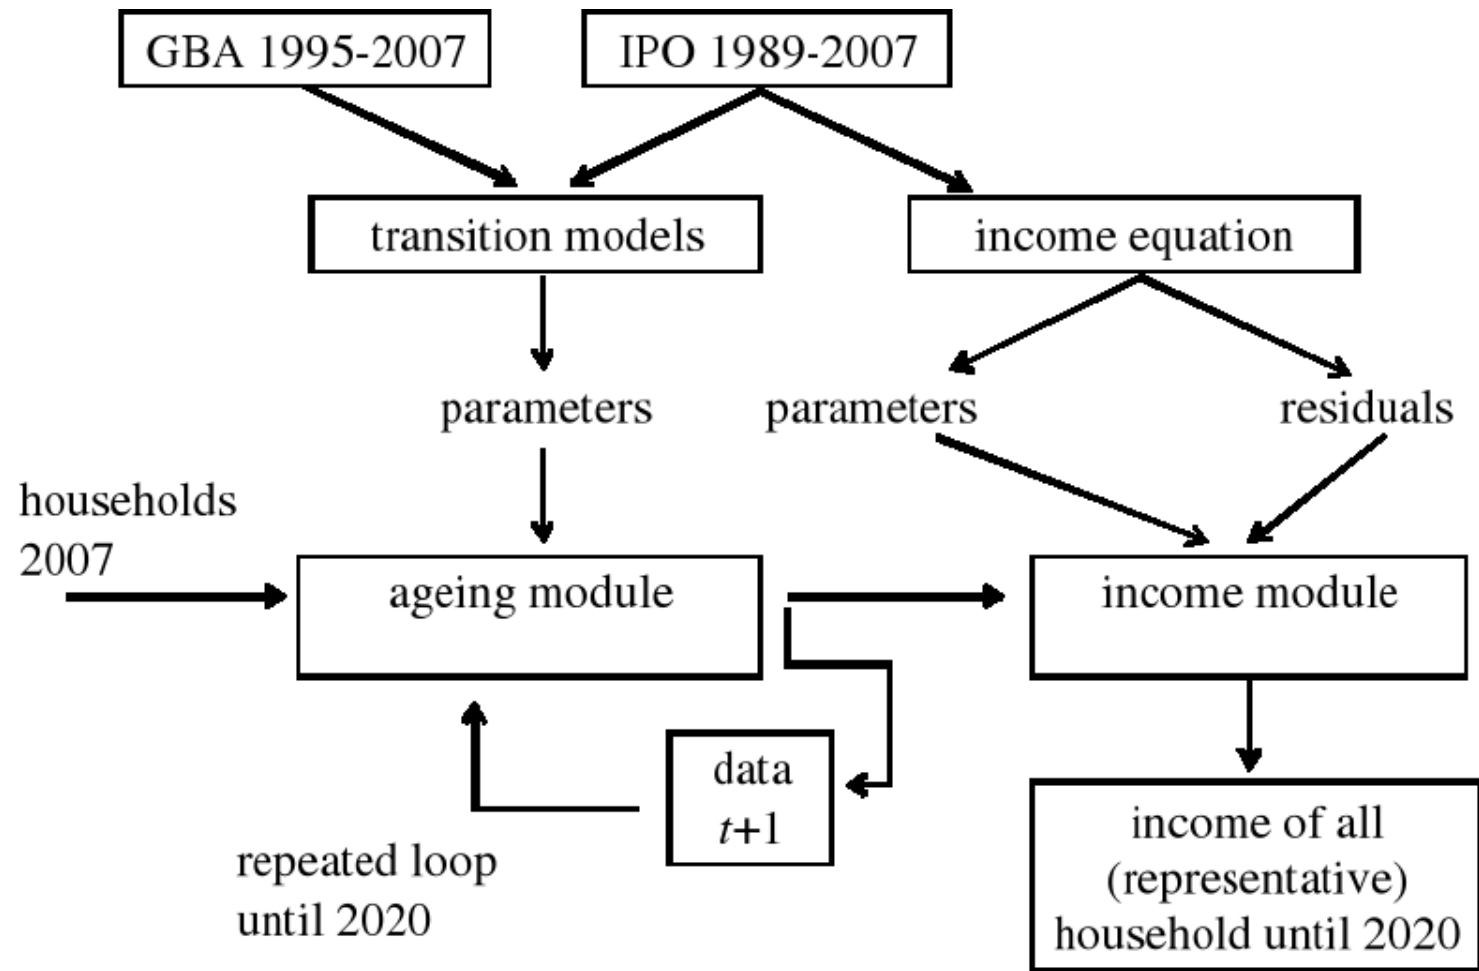 GBA 1995-2007
IPO 1989-2007
transition models
income equation
parameters
parameters
residuals
households
2007
ageing module
income module
data
t+1
repeated loop
until 2020
income of all
(representative)
household until 2020